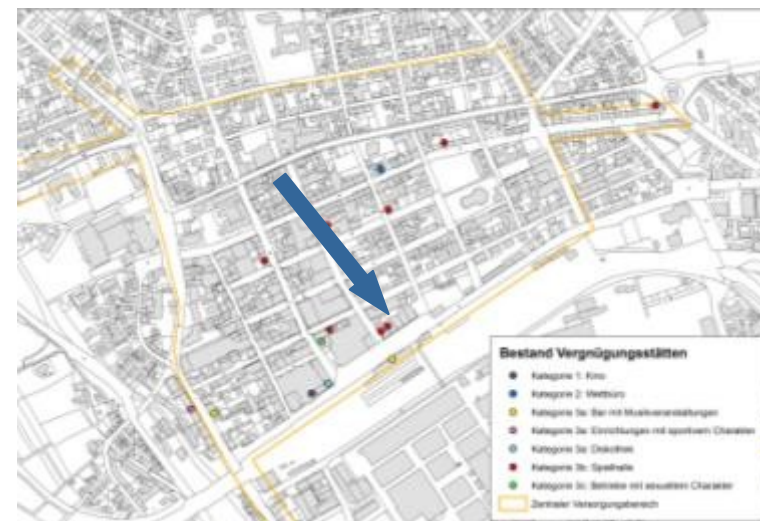 Bestand Vergnügungsstätten
Kategorie 1: Kino
Kategorie 2: Wettbüro
Kategorie 3a: Bar mit Musikveranstaltungen
Kategorie 3a: Einrichtungen mit sportivem Charakter
Kategorie 3a: Diskothek
Kategorie 3b: Spielhalle
Kategorie 3c: Betriebe mit sexuellem Charakter
Zentraler Versorgungsbereich